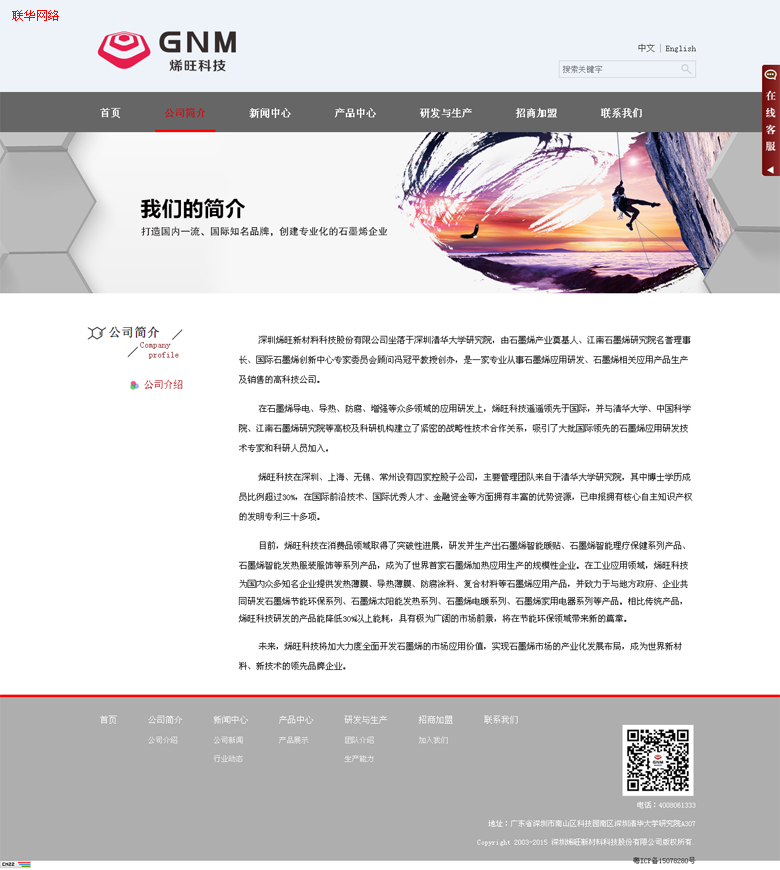 联华网络
GNM
烯旺科技
中文 | English
搜索关键字
在线客服
首页 公司简介 新闻中心 产品中心 研发与生产 招商加盟 联系我们
我们的简介
打造国内一流、国际知名品牌，创建专业化的石墨烯企业
公司简介
Company
profile
公司介绍
深圳烯旺新材料科技股份有限公司坐落于深圳清华大学研究院，由石墨烯产业奠基人、江南石墨烯研究院名誉理事
长、国际石墨烯创新中心专家委员会顾问冯冠平教授创办，是一家专业从事石墨烯应用研发、石墨烯相关应用产品生产
及销售的高科技公司。
在石墨烯导电、导热、防腐、增强等众多领域的应用研发上，烯旺科技遥遥领先于国际，并与清华大学、中国科学
院、江南石墨烯研究院等高校及科研机构建立了紧密的战略性技术合作关系，吸引了大批国际领先的石墨烯应用研发技
术专家和科研人员加入。
烯旺科技在深圳、上海、无锡、常州设有四家控股子公司，主要管理团队来自于清华大学研究院，其中博士学历成
员比例超过30%，在国际前沿技术、国际优秀人才、金融资金等方面拥有丰富的优势资源，已申报拥有核心自主知识产权
的发明专利三十多项。
目前，烯旺科技在消费品领域取得了突破性进展，研发并生产出石墨烯智能暖贴、石墨烯智能理疗保健系列产品、
石墨烯智能发热服装服饰等系列产品，成为了世界首家石墨烯加热应用生产的规模性企业。在工业应用领域，烯旺科技
为国内众多知名企业提供发热薄膜、导热薄膜、防腐涂料、复合材料等石墨烯应用产品，并致力于与地方政府、企业共
同研发石墨烯节能环保系列、石墨烯太阳能发热系列、石墨烯电暖系列、石墨烯家用电器系列等产品。相比传统产品，
烯旺科技研发的产品能降低30%以上能耗，具有极为广阔的市场前景，将在节能环保领域带来新的篇章。
未来，烯旺科技将加大力度全面开发石墨烯的市场应用价值，实现石墨烯市场的产业化发展布局，成为世界新材
料、新技术的领先品牌企业。
首页 公司简介 新闻中心 产品中心 研发与生产 招商加盟 联系我们
公司介绍 公司新闻 产品展示 团队介绍 加入我们
行业动态 生产能力
GNM
电话：4008061333
地址：广东省深圳市南山区科技园南区深圳清华大学研究院A307
Copyright 2003-2015 深圳烯旺新材料科技股份有限公司版权所有.
粤ICP备15078280号
CNZZ